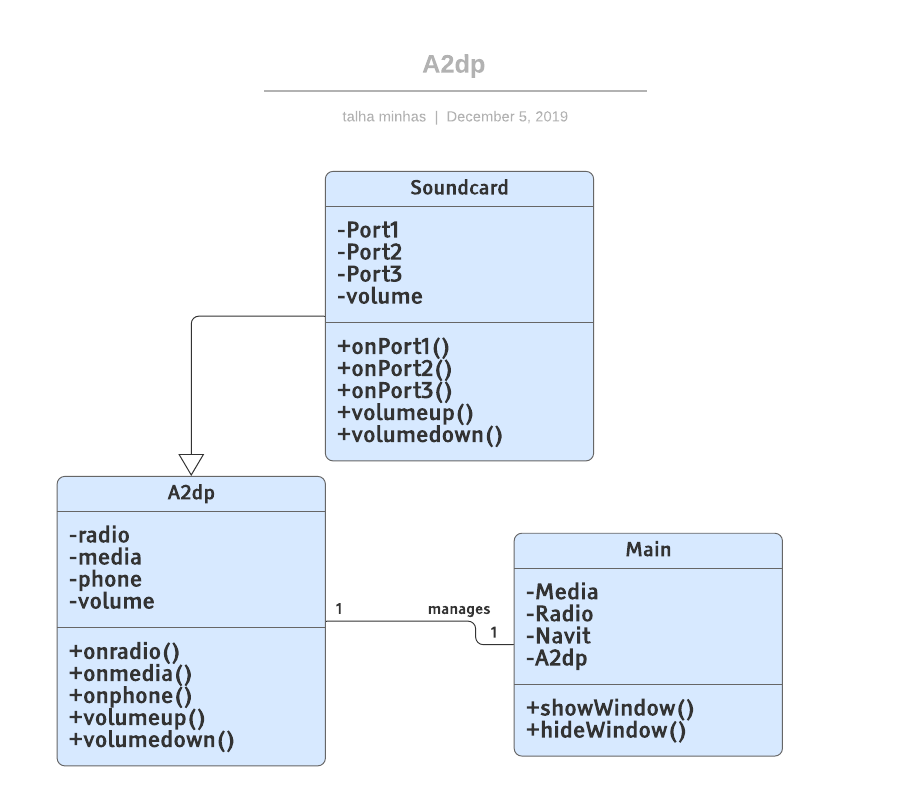 A2dp
talha minhas | December 5, 2019
Soundcard
-Port1
-Port2
-Port3
-volume
+onPort1()
+onPort2()
+onPort3()
+volumeup()
+volumedown()
A2dp
-radio
-media
-phone
-volume
+onradio()
+onmedia()
+onphone()
+volumeup()
+volumedown()
1
manages
1
Main
-Media
-Radio
-Navit
-A2dp
+showWindow()
+hideWindow()